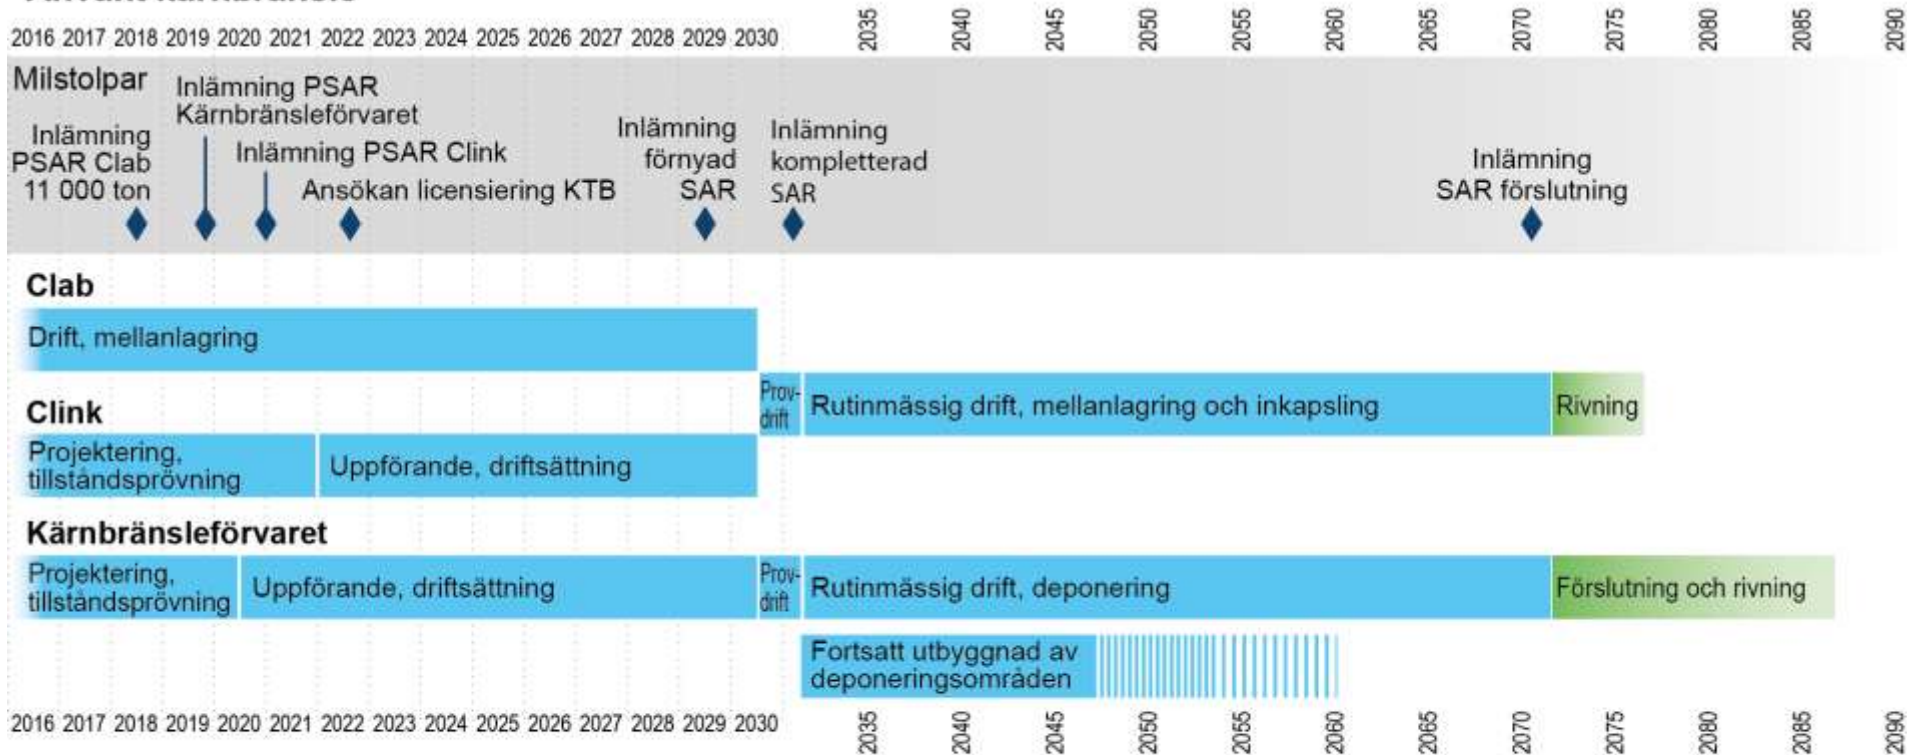 2016 2017 2018 2019 2020 2021 2022 2023 2024 2025 2026 2027 2028 2029 2030 2035 2040 2045 2050 2055 2060 2065 2070 2075 2080 2085 2090
Milstolpar
Inlämning
PSAR Clab
11 000 ton
Inlämning PSAR
Kärnbränsleförvaret
Inlämning PSAR Clink
Ansökan licensiering KTB
Inlämning
förnyad
SAR
Inlämning
kompletterad
SAR
Inlämning
SAR förslutning
Clab
Drift, mellanlagring
Clink
Projektering,
tillståndsprövning
Uppförande, driftsättning
Prov-
drift
Rutinmässig drift, mellanlagring och inkapsling
Rivning
Kärnbränsleförvaret
Projektering,
tillståndsprövning
Uppförande, driftsättning
Prov-
drift
Rutinmässig drift, deponering
Förslutning och rivning
Fortsatt utbyggnad av
deponeringsområden
2016 2017 2018 2019 2020 2021 2022 2023 2024 2025 2026 2027 2028 2029 2030 2035 2040 2045 2050 2055 2060 2065 2070 2075 2080 2085 2090